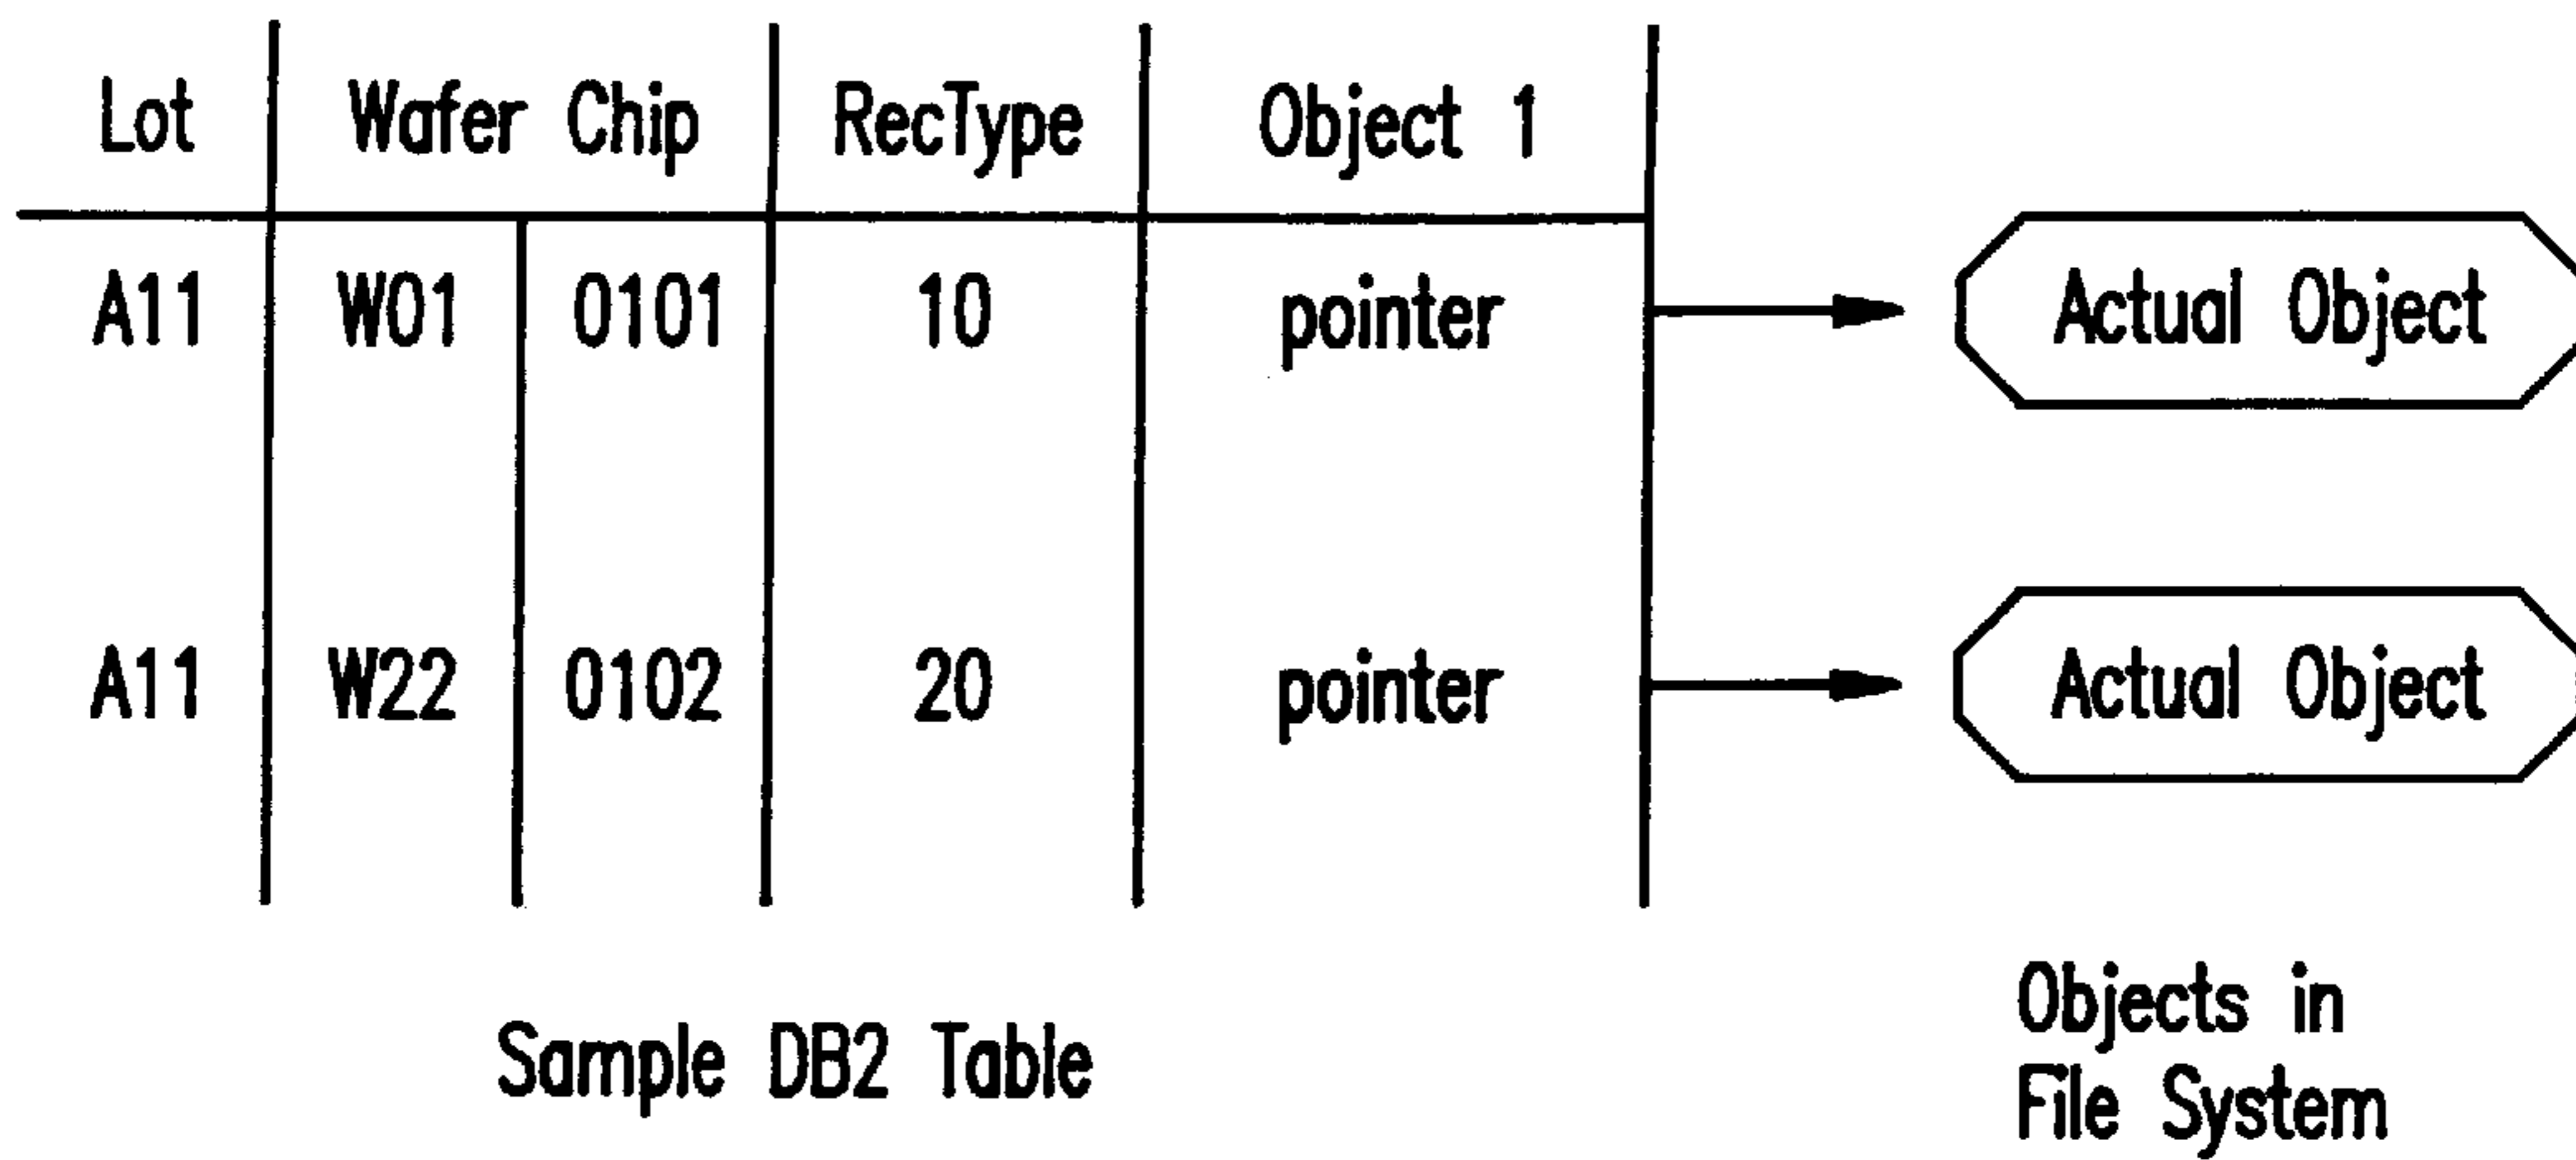 Lot Wafer Chip RecType Object 1
A11 W01 0101 10 pointer Actual Object
A11 W22 0102 20 pointer Actual Object
Sample DB2 Table
Objects in
File System